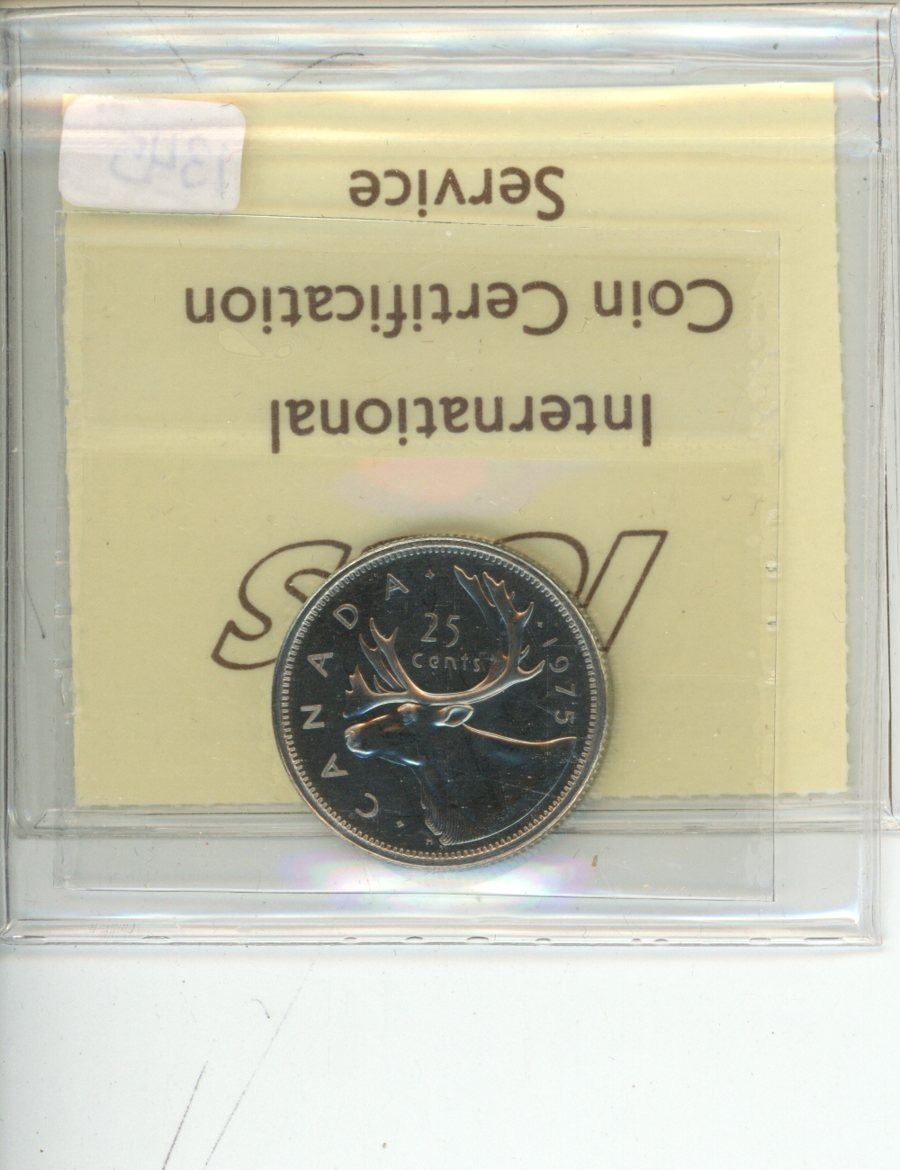 ICCS
International
Coin Certification
Service
CANADA
25
cents
1975